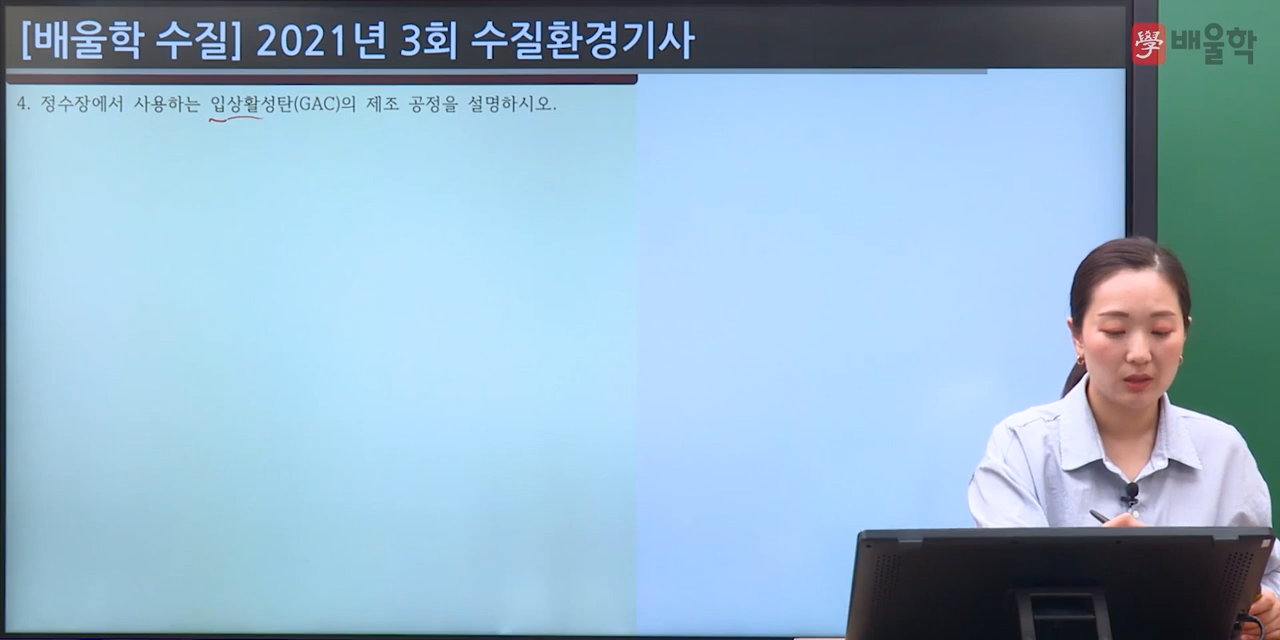 [배울학 수질] 2021년 3회 수질환경기사
學 배울학
4. 정수장에서 사용하는 입상활성탄(GAC)의 제조 공정을 설명하시오.